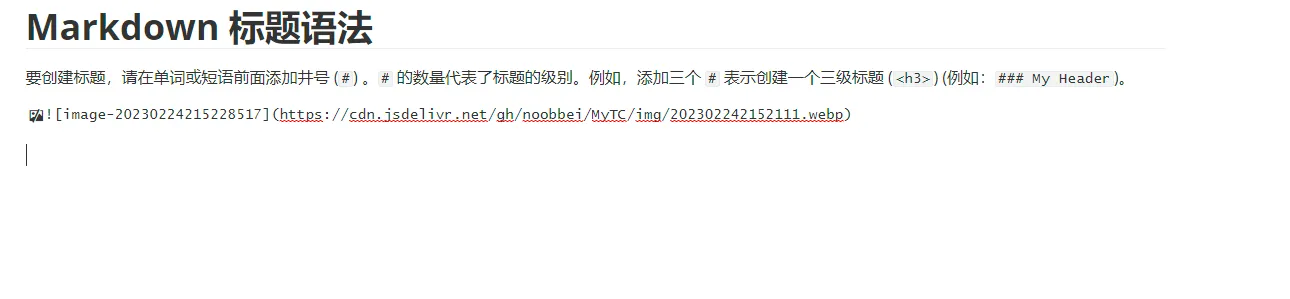 Markdown 标题语法
要创建标题，请在单词或短语前面添加井号 (#) 。# 的数量代表了标题的级别。例如，添加三个 # 表示创建一个三级标题 (<h3>) (例如：### My Header)。
![image-20230224215228517](https://cdn.jsdelivr.net/gh/noobbei/MyTC/img/202302242152111.webp)